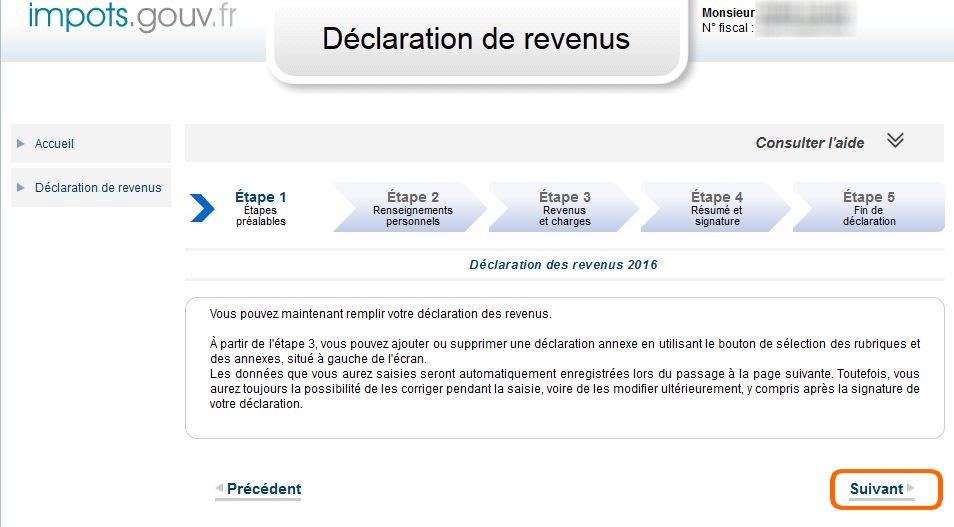 impots.gouv.fr
Déclaration de revenus
Monsieur
N° fiscal :
Accueil
Déclaration de revenus
Consulter l'aide
Étape 1
Étapes
préalables
Étape 2
Renseignements
personnels
Étape 3
Revenus
et charges
Étape 4
Résumé et
signature
Étape 5
Fin de
déclaration
Déclaration des revenus 2016
Vous pouvez maintenant remplir votre déclaration des revenus.
À partir de l'étape 3, vous pouvez ajouter ou supprimer une déclaration annexe en utilisant le bouton de sélection des rubriques et
des annexes, situé à gauche de l'écran.
Les données que vous aurez saisies seront automatiquement enregistrées lors du passage à la page suivante. Toutefois, vous
aurez toujours la possibilité de les corriger pendant la saisie, voire de les modifier ultérieurement, y compris après la signature de
votre déclaration.
Précédent
Suivant